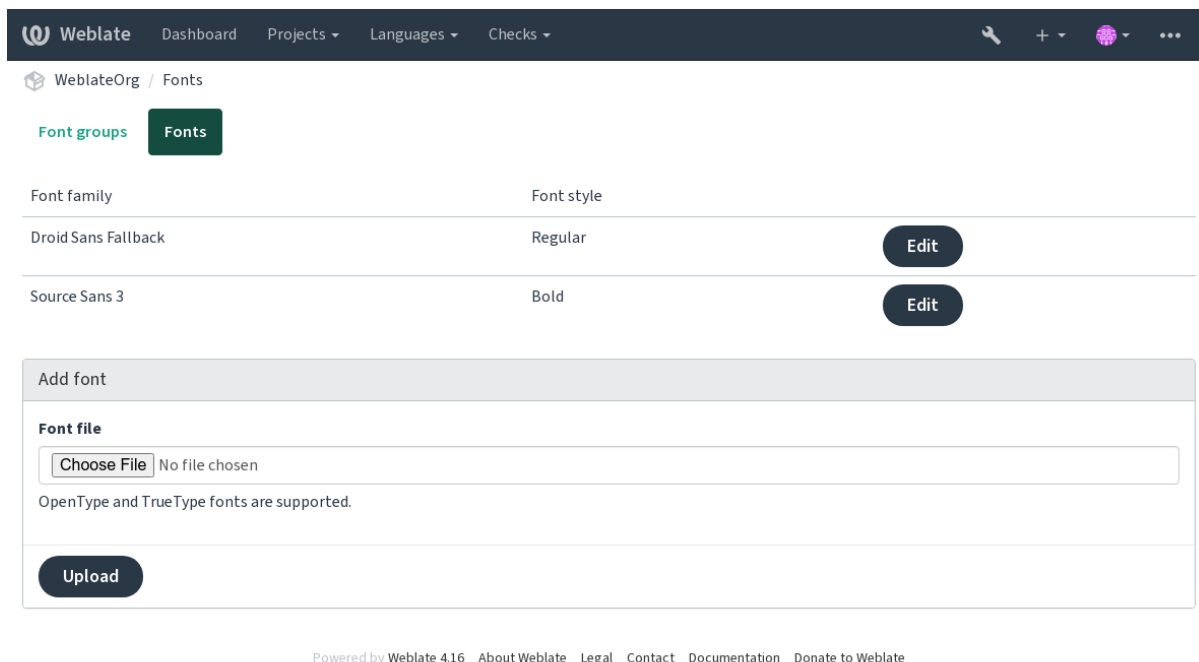 Weblate Dashboard Projects Languages Checks
WeblateOrg / Fonts
Font groups Fonts
Font family Font style
Droid Sans Fallback Regular Edit
Source Sans 3 Bold Edit
Add font
Font file
Choose File No file chosen
OpenType and TrueType fonts are supported.
Upload
Powered by Weblate 4.16 About Weblate Legal Contact Documentation Donate to Weblate